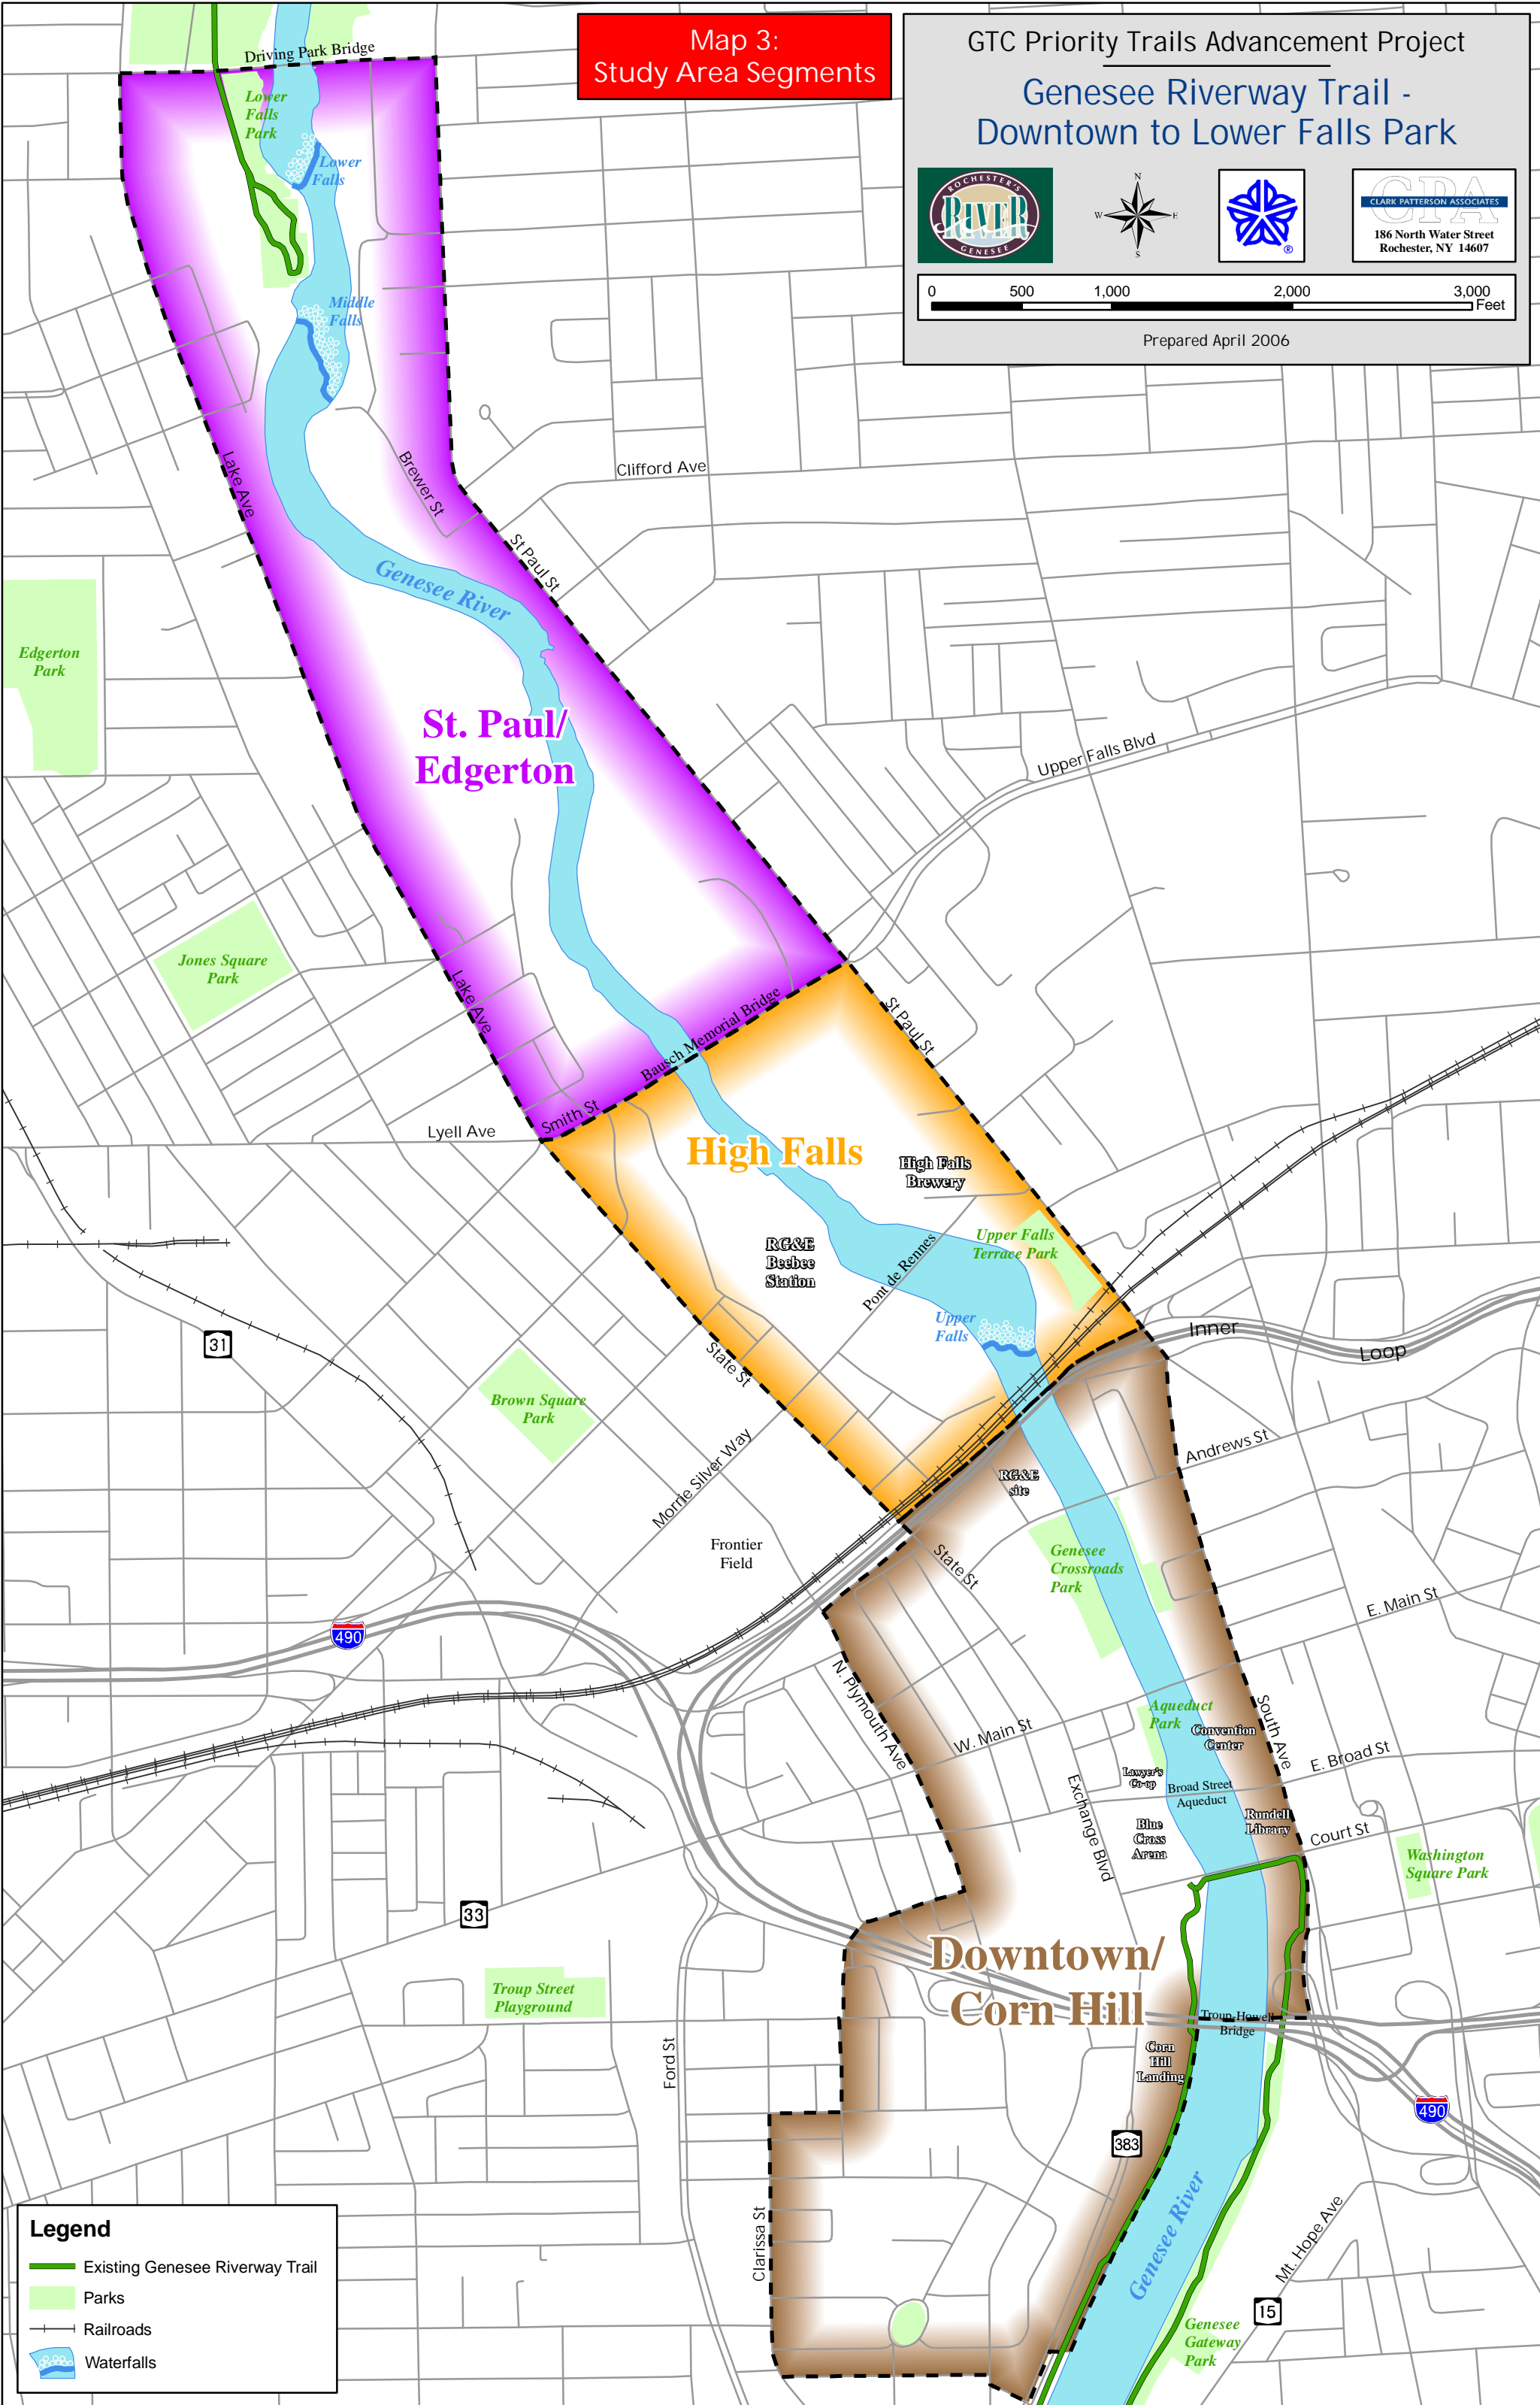 Map 3:
Study Area Segments
GTC Priority Trails Advancement Project
Genesee Riverway Trail -
Downtown to Lower Falls Park
ROCHESTER'S
RIVER
GENESEE
N
W
E
S
®
CPA
CLARK PATTERSON ASSOCIATES
186 North Water Street
Rochester, NY 14607
0
500
1,000
2,000
3,000
Feet
Prepared April 2006
Driving Park Bridge
Lower
Falls
Park
Lower
Falls
Middle
Falls
Lake Ave
Brewer St
Clifford Ave
St Paul St
Genesee River
Edgerton
Park
St. Paul/
Edgerton
Upper Falls Blvd
Jones Square
Park
Lake Ave
Bausch Memorial Bridge
St Paul St
Smith St
Lyell Ave
High Falls
High Falls
Brewery
RG&E
Beebee
Station
Pont de Rennes
Upper Falls
Terrace Park
Upper
Falls
Inner
Loop
31
State St
Brown Square
Park
Morrie Silver Way
Andrews St
RG&E
site
Frontier
Field
State St
Genesee
Crossroads
Park
E. Main St
490
N. Plymouth Ave
W. Main St
Aqueduct
Park
Convention
Center
South Ave
E. Broad St
Lawyer's
Co-op
Broad Street
Aqueduct
Exchange Blvd
Blue
Cross
Arena
Rundell
Library
Court St
Washington
Square Park
33
Downtown/
Corn Hill
Troup Street
Playground
Troup-Howell
Bridge
Ford St
Corn
Hill
Landing
490
383
Clarissa St
Genesee River
Mt. Hope Ave
15
Genesee
Gateway
Park
Legend
Existing Genesee Riverway Trail
Parks
Railroads
Waterfalls